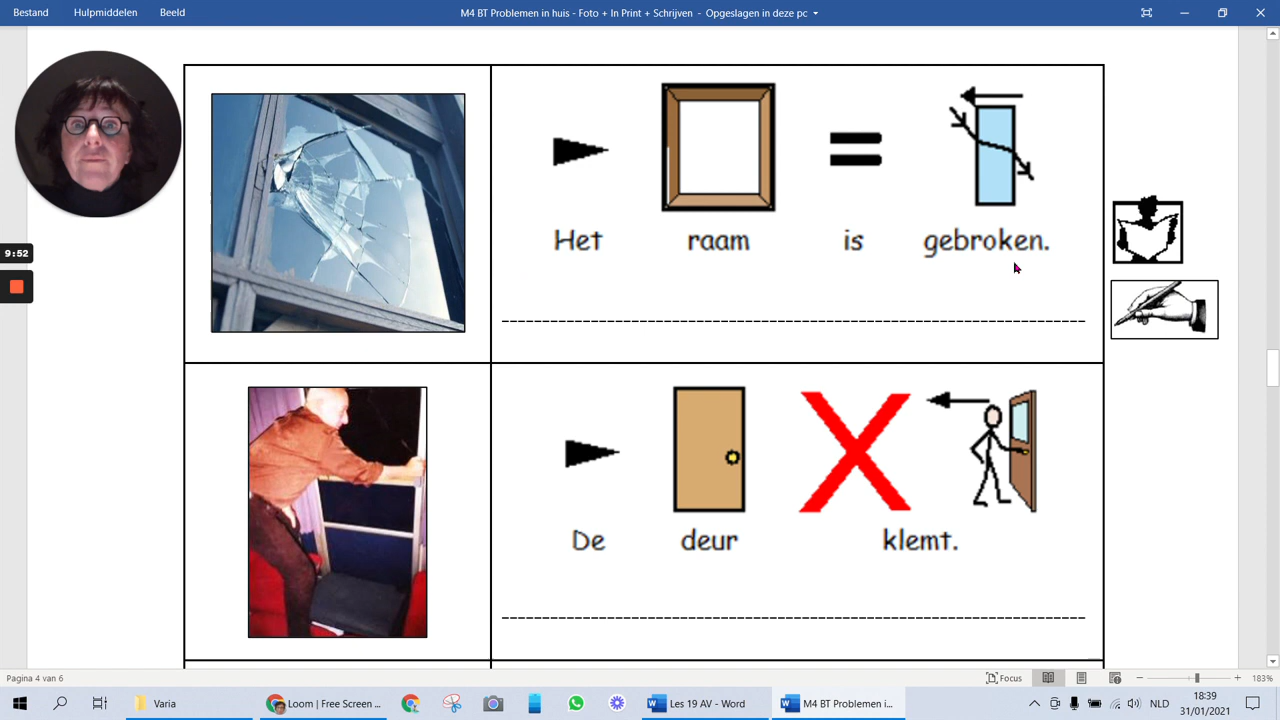 Bestand Hulpmiddelen Beeld M4 BT Problemen in huis - Foto + In Print + Schrijven - Opgeslagen in deze pc
9:52
Het raam is gebroken.
De deur klemt.
Pagina 4 van 6 Focus 183%
Varia Loom | Free Screen ... Les 19 AV - Word M4 BT Problemen i... NLD 18:39
31/01/2021